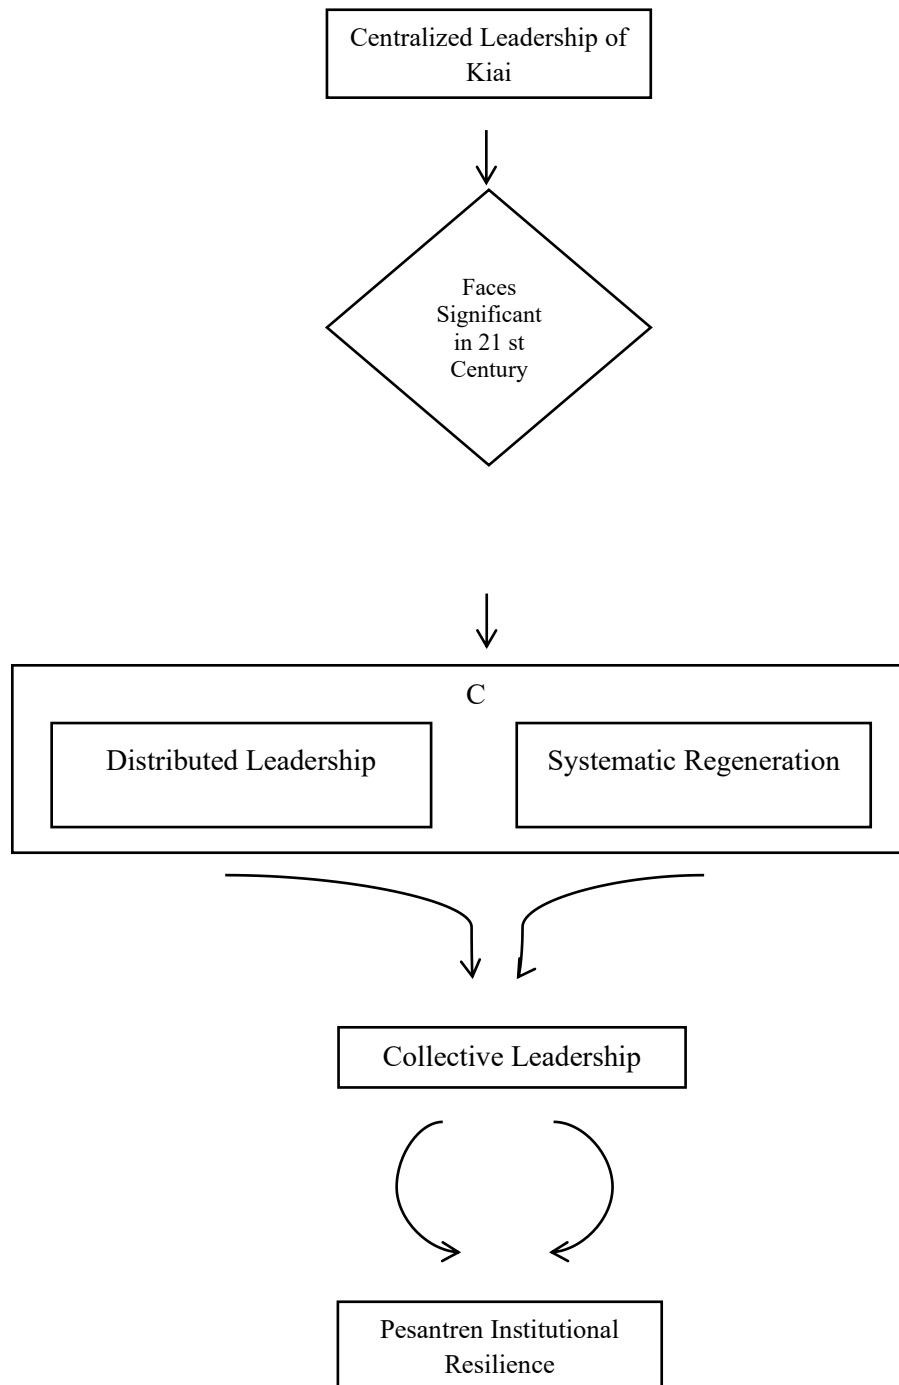 Centralized Leadership of
Kiai
Faces
Significant
in 21 st
Century
C
Distributed Leadership
Systematic Regeneration
Collective Leadership
Pesantren Institutional
Resilience